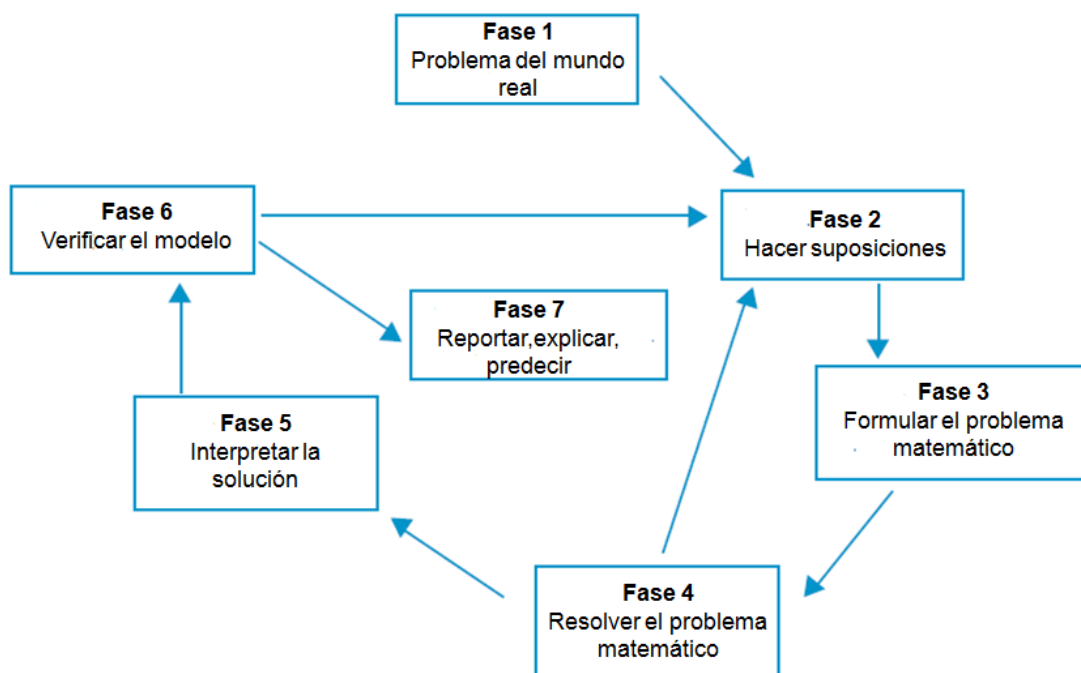 Fase 1
Problema del mundo
real
Fase 2
Hacer suposiciones
Fase 3
Formular el problema
matemático
Fase 4
Resolver el problema
matemático
Fase 5
Interpretar la
solución
Fase 6
Verificar el modelo
Fase 7
Reportar,explicar,
predecir